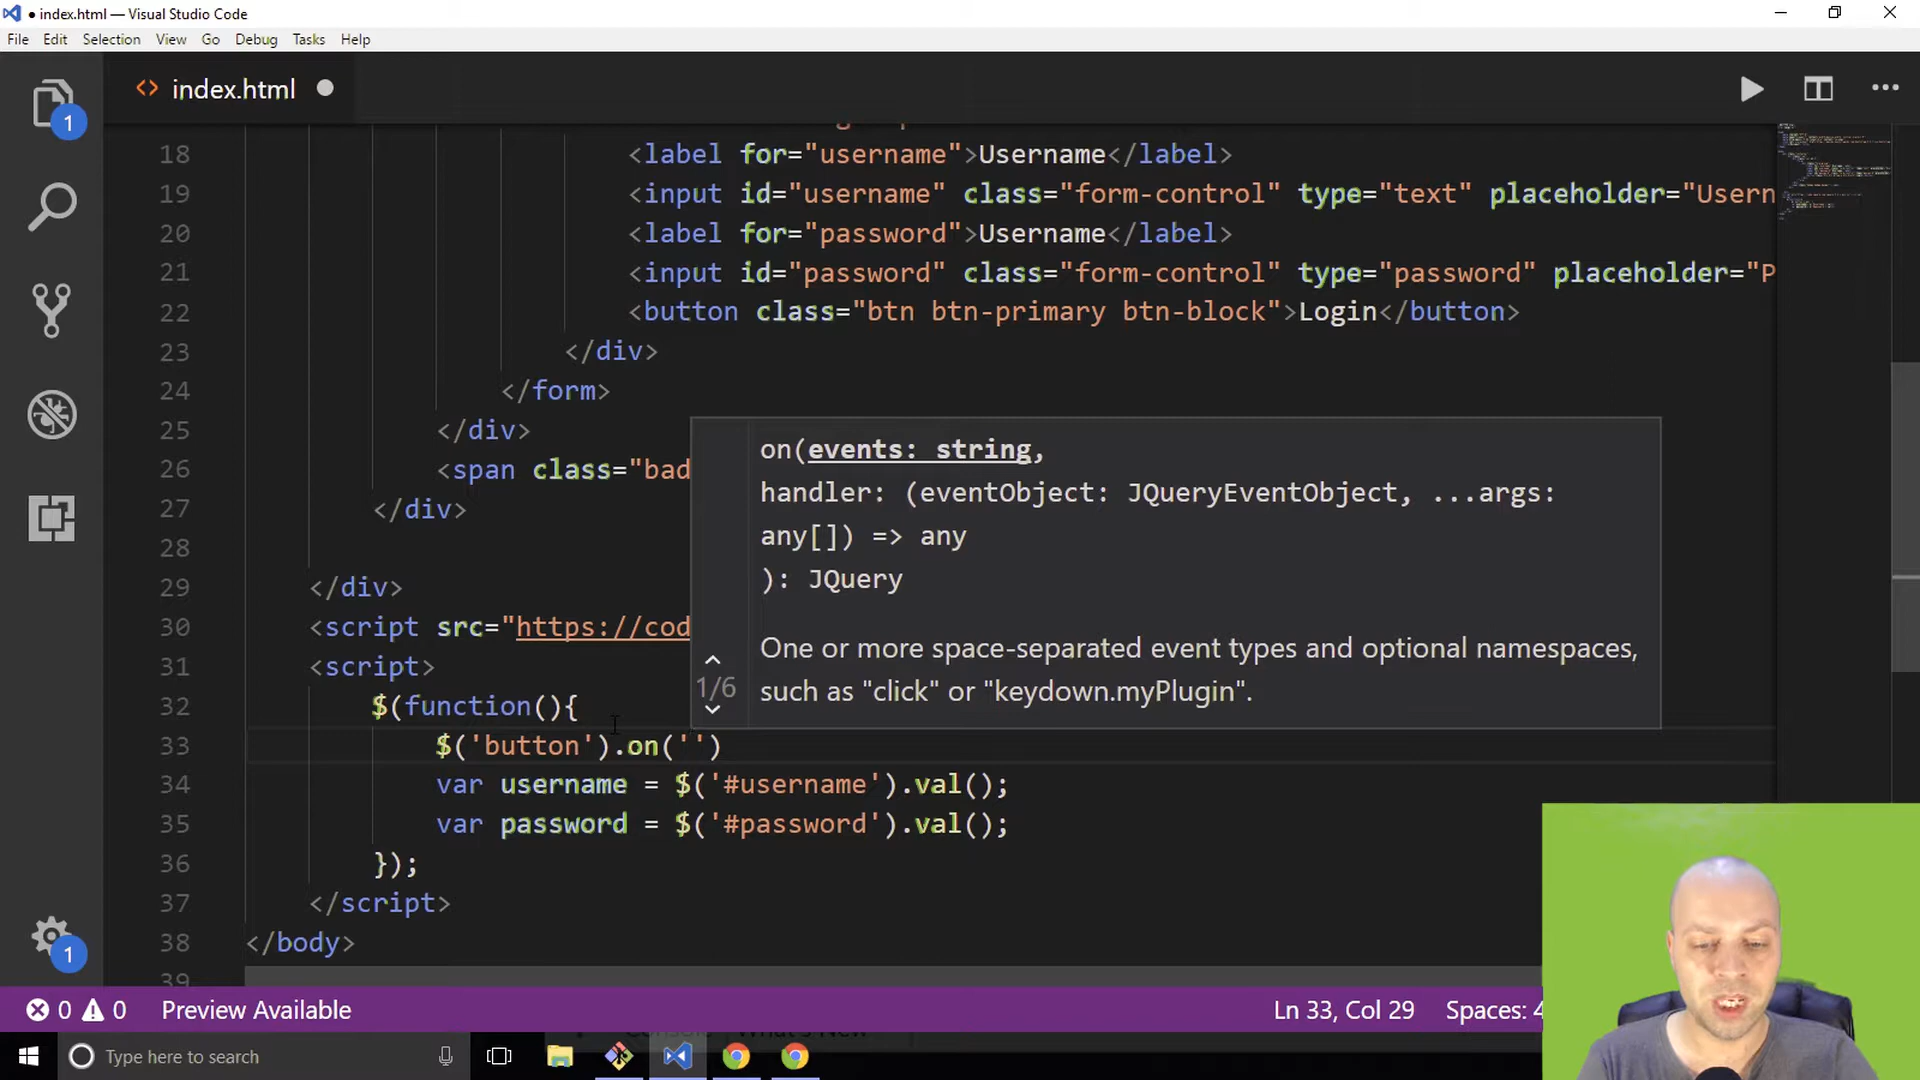 ● index.html — Visual Studio Code
File Edit Selection View Go Debug Tasks Help
<> index.html ● •••
1
18 <label for="username">Username</label>
19 <input id="username" class="form-control" type="text" placeholder="Usern
20 <label for="password">Username</label>
21 <input id="password" class="form-control" type="password" placeholder="P
22 <button class="btn btn-primary btn-block">Login</button>
23 </div>
24 </form>
25 </div>
26 <span class="bad
27 </div>
28
29 </div>
30 <script src="https://cod
31 <script>
32 $(function(){
33 $('button').on('')
34 var username = $('#username').val();
35 var password = $('#password').val();
36 });
37 </script>
38 </body>
39
on(events: string,
handler: (eventObject: JQueryEventObject, ...args:
any[]) => any
): JQuery
One or more space-separated event types and optional namespaces,
1/6
such as "click" or "keydown.myPlugin".
1
0 0 Preview Available Ln 33, Col 29 Spaces: 4
Type here to search